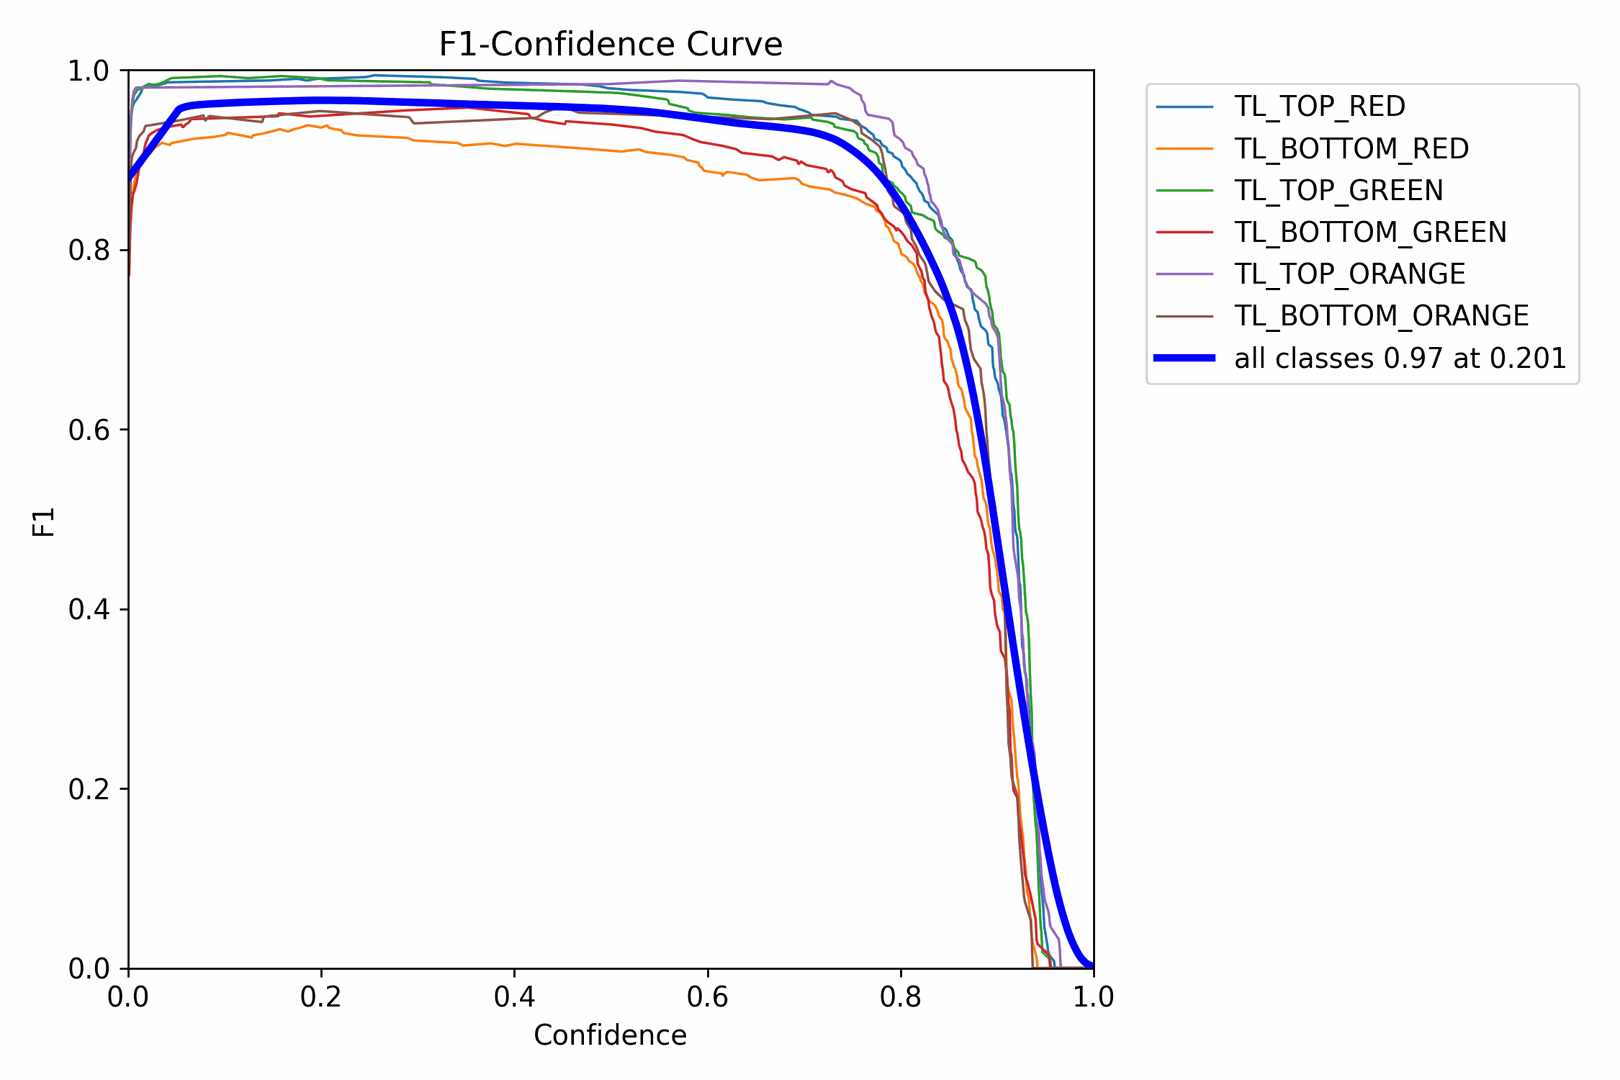 F1-Confidence Curve
1.0
0.8
0.6
0.4
0.2
0.0
F1
0.0 0.2 0.4 0.6 0.8 1.0
Confidence
TL_TOP_RED
TL_BOTTOM_RED
TL_TOP_GREEN
TL_BOTTOM_GREEN
TL_TOP_ORANGE
TL_BOTTOM_ORANGE
all classes 0.97 at 0.201